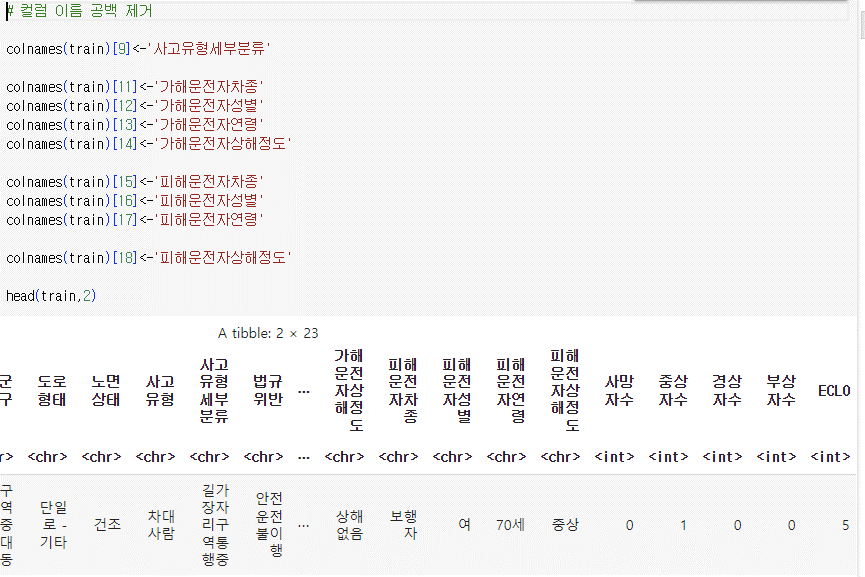 # 컬럼 이름 공백 제거
colnames(train)[9]<-'사고유형세부분류'
colnames(train)[11]<-'가해운전자차종'
colnames(train)[12]<-'가해운전자성별'
colnames(train)[13]<-'가해운전자연령'
colnames(train)[14]<-'가해운전자상해정도'
colnames(train)[15]<-'피해운전자차종'
colnames(train)[16]<-'피해운전자성별'
colnames(train)[17]<-'피해운전자연령'
colnames(train)[18]<-'피해운전자상해정도'
head(train,2)
A tibble: 2 × 23
군구 도로형태 노면상태 사고유형 사고유형세부분류 법규위반 ... 가해운전자상해정도 피해운전자차종 피해운전자성별 피해운전자연령 피해운전자상해정도 사망자수 중상자수 경상자수 부상자수 ECLO
r> <chr> <chr> <chr> <chr> <chr> ... <chr> <chr> <chr> <chr> <chr> <int> <int> <int> <int> <int>
구역중대동 단일로 - 기타 건조 차대사람 길가장자리구역통행중 안전운전불이행 ... 상해없음 보행자 여 70세 중상 0 1 0 0 5